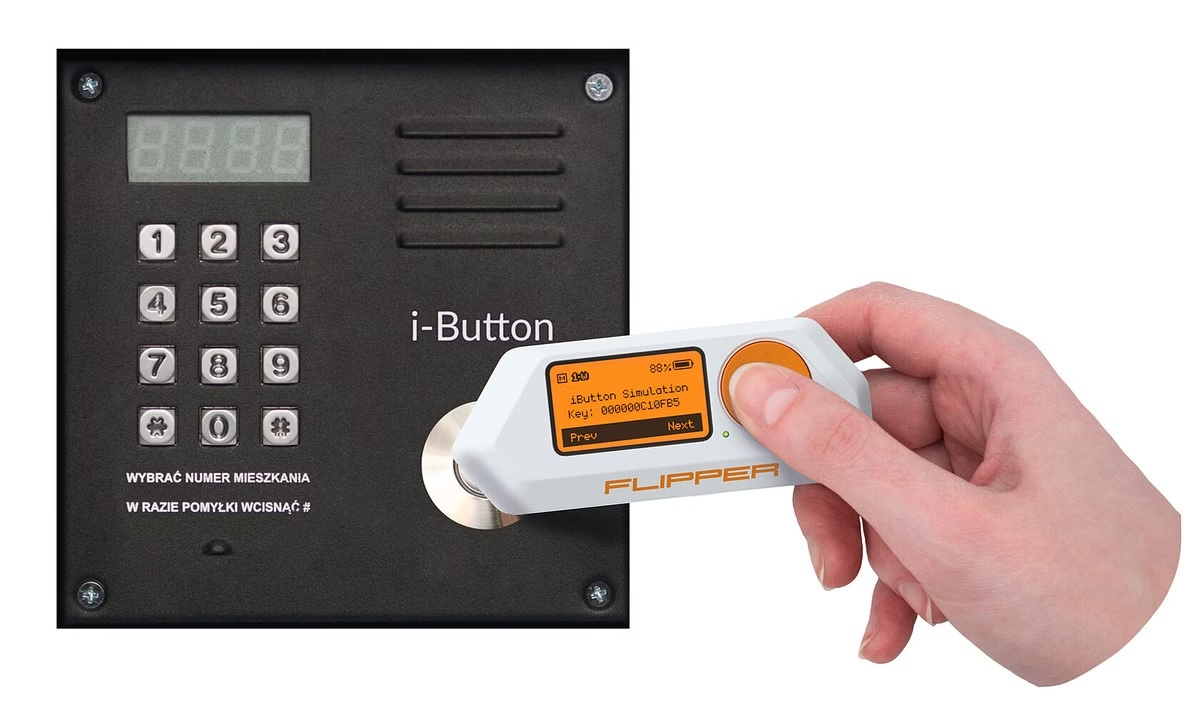 8888
1 2 3
4 5 6
7 8 9
* 0 #
WYBRAĆ NUMER MIESZKANIA
W RAZIE POMYŁKI WCISNĄĆ #
i-Button
M 1-W 88%
iButton Simulation
Key: 000000C10FB5
Prev Next
FLIPPER